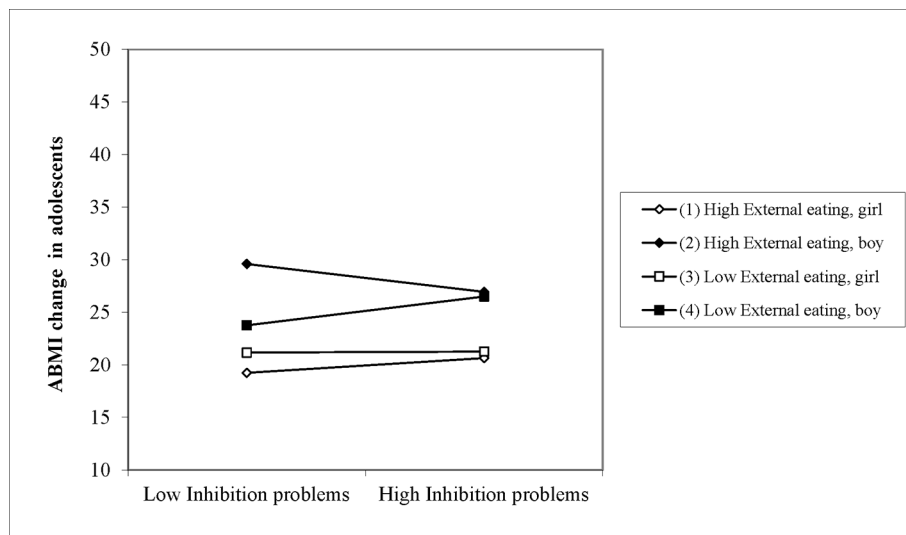 ABMI change in adolescents
50
45
40
35
30
25
20
15
10
Low Inhibition problems
High Inhibition problems
(1) High External eating, girl
(2) High External eating, boy
(3) Low External eating, girl
(4) Low External eating, boy